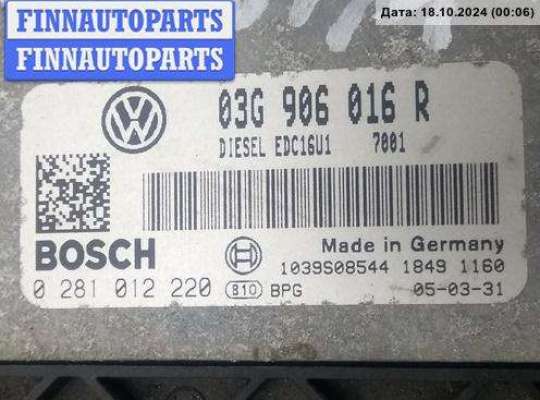 FINNAUTOPARTS
FINNAUTOPARTS
Дата: 18.10.2024 (00:06)
03G 906 016 R
DIESEL EDC16U1 7001
BOSCH
Made in Germany
1039S08544 1849 1160
0 281 012 220 B10 BPG 05-03-31